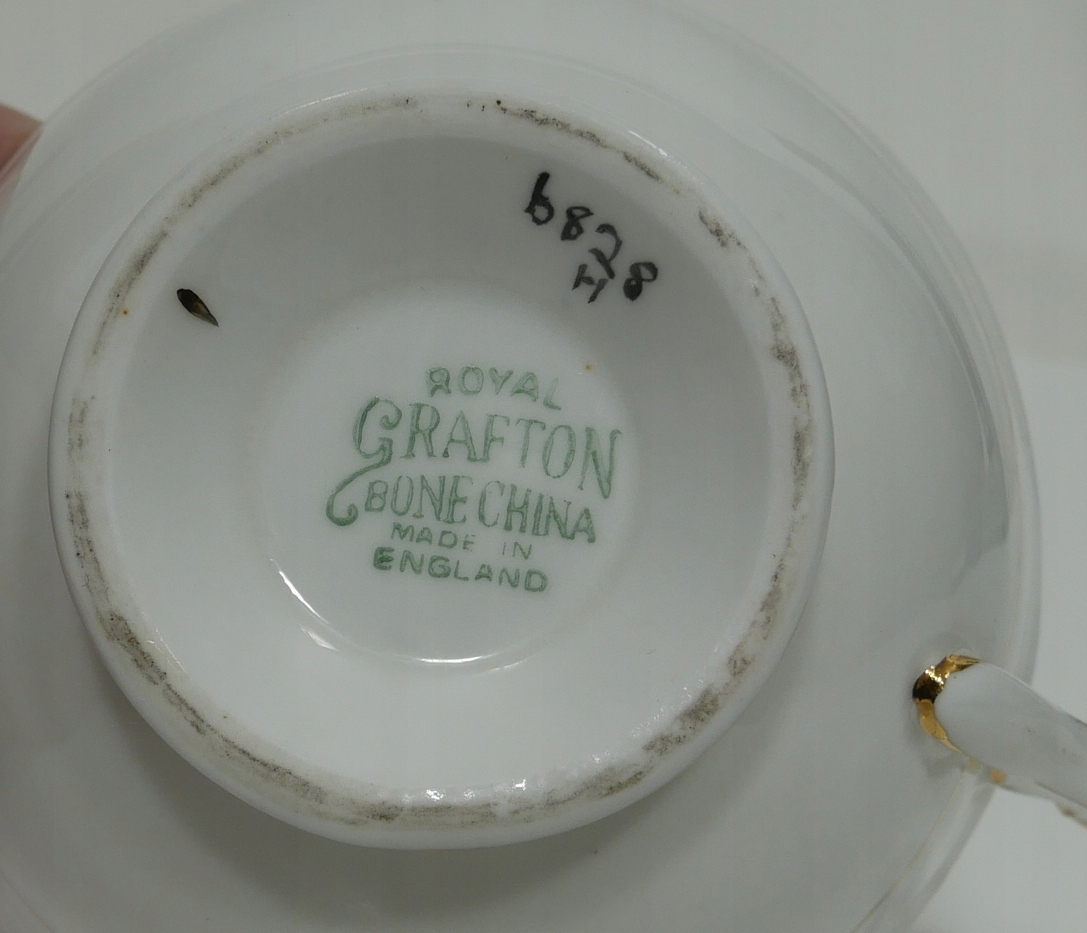 6828
H
ROYAL
GRAFTON
BONE CHINA
MADE IN
ENGLAND